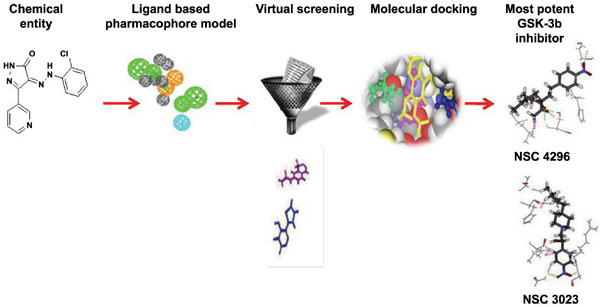 Chemical
entity
Ligand based
pharmacophore model
Virtual screening
Molecular docking
Most potent
GSK-3b
inhibitor
HN
O
N
H
N
N
Cl
N
NSC 4296
NSC 3023